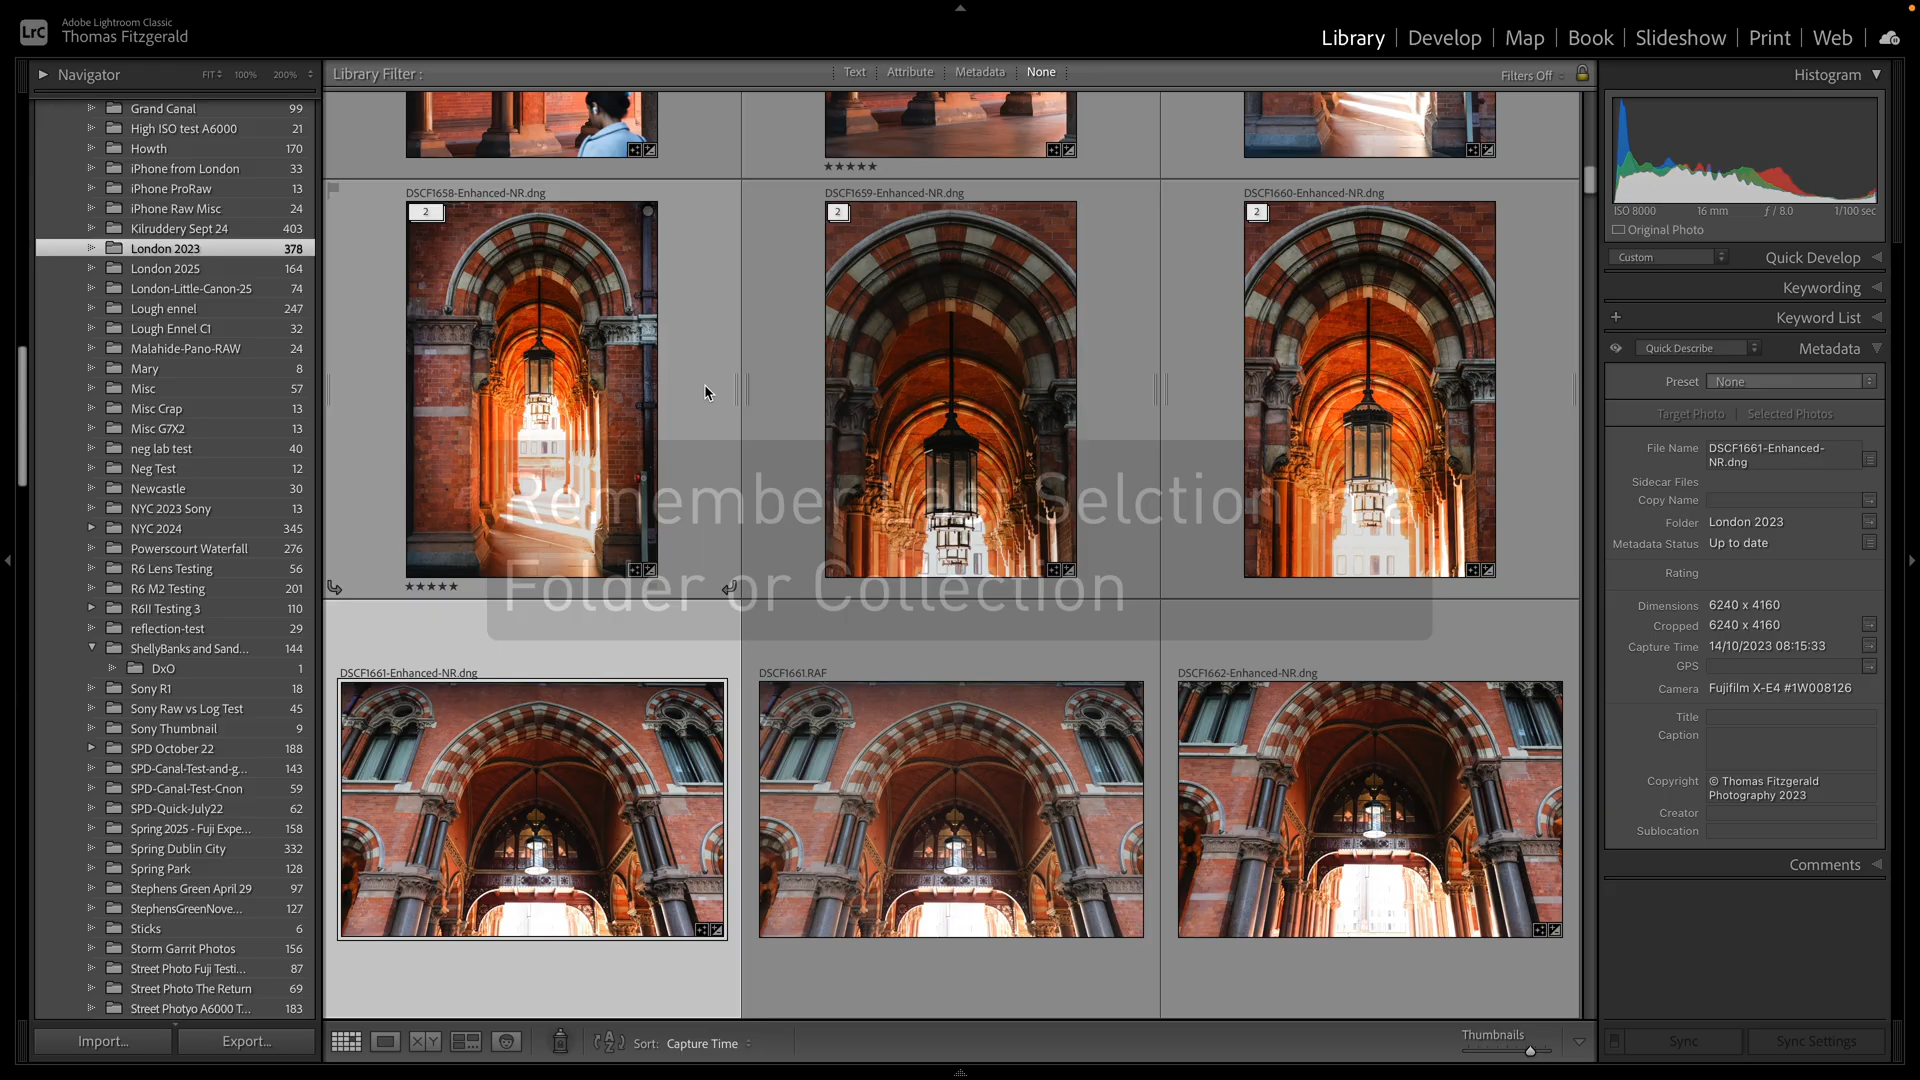 Adobe Lightroom Classic
LrC
Thomas Fitzgerald
Library
Develop
Map
Book
Slideshow
Print
Web
Navigator
FIT
100%
200%
Library Filter :
Text
Attribute
Metadata
None
Filters Off
Histogram
Grand Canal 99
High ISO test A6000 21
Howth 170
iPhone from London 33
iPhone ProRaw 13
iPhone Raw Misc 24
Kilruddery Sept 24 403
London 2023 378
London 2025 164
London-Little-Canon-25 74
Lough ennel 247
Lough Ennel C1 32
Malahide-Pano-RAW 24
Mary 8
Misc 57
Misc Crap 13
Misc G7X2 13
neg lab test 40
Neg Test 12
Newcastle 30
NYC 2023 Sony 13
NYC 2024 345
Powerscourt Waterfall 276
R6 Lens Testing 56
R6 M2 Testing 201
R6II Testing 3 110
reflection-test 29
ShellyBanks and Sand... 144
DxO 1
Sony R1 18
Sony Raw vs Log Test 45
Sony Thumbnail 9
SPD October 22 188
SPD-Canal-Test-and-g... 143
SPD-Canal-Test-Cnon 59
SPD-Quick-July22 62
Spring 2025 - Fuji Expe... 158
Spring Dublin City 332
Spring Park 128
Stephens Green April 29 97
StephensGreenNove... 127
Sticks 6
Storm Garrit Photos 156
Street Photo Fuji Testi... 87
Street Photo The Return 69
Street Photyo A6000 T... 183
Import...
Export...
★★★★★
DSCF1658-Enhanced-NR.dng
DSCF1659-Enhanced-NR.dng
DSCF1660-Enhanced-NR.dng
2
2
2
Remember Last Selction in a
Folder or Collection
★★★★★
DSCF1661-Enhanced-NR.dng
DSCF1661.RAF
DSCF1662-Enhanced-NR.dng
XY
AZ
Sort: Capture Time
Thumbnails
ISO 8000
16 mm
ƒ / 8.0
1/100 sec
Original Photo
Custom
Quick Develop
Keywording
Keyword List
Quick Describe
Metadata
Preset None
Target Photo
Selected Photos
File Name DSCF1661-Enhanced-
NR.dng
Sidecar Files
Copy Name
Folder London 2023
Metadata Status Up to date
Rating
Dimensions 6240 x 4160
Cropped 6240 x 4160
Capture Time 14/10/2023 08:15:33
GPS
Camera Fujifilm X-E4 #1W008126
Title
Caption
Copyright © Thomas Fitzgerald
Photography 2023
Creator
Sublocation
Comments
Sync
Sync Settings